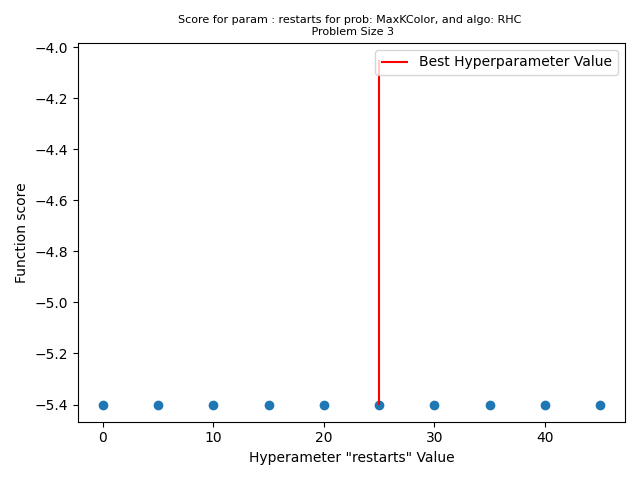 Score for param : restarts for prob: MaxKColor, and algo: RHC
Problem Size 3
Best Hyperparameter Value
−4.0
−4.2
−4.4
−4.6
−4.8
−5.0
−5.2
−5.4
Function score
0 10 20 30 40
Hyperameter "restarts" Value